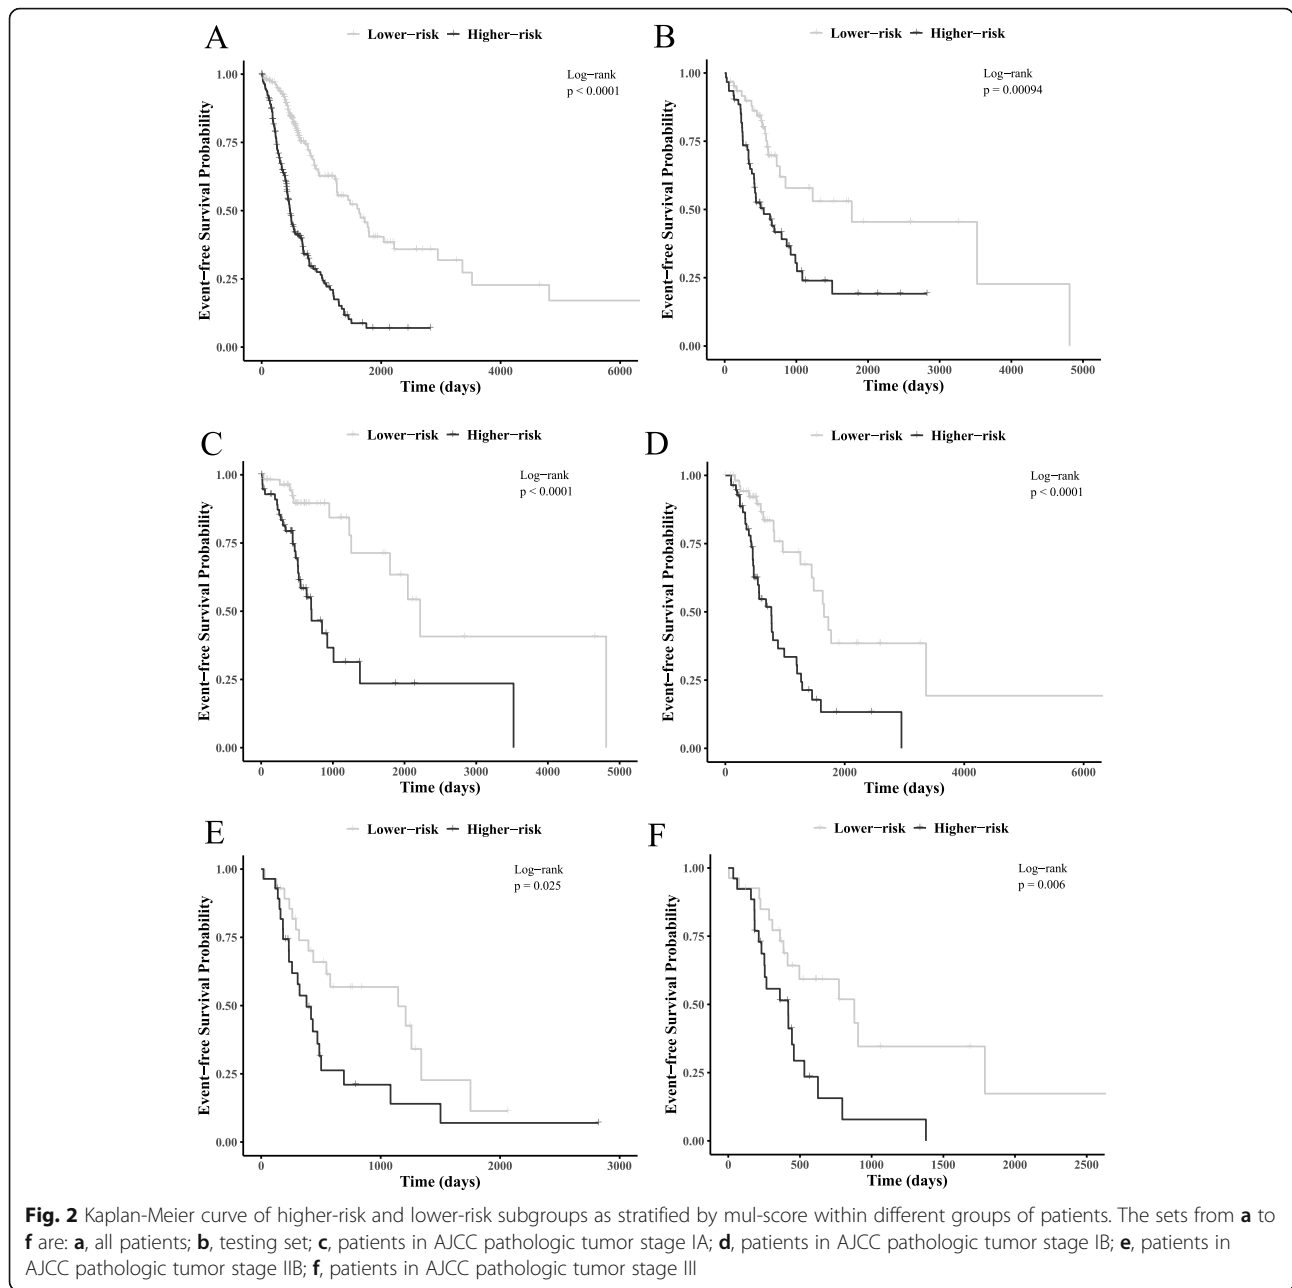 A
Lower−risk Higher−risk
Log−rank
p < 0.0001
Event−free Survival Probability
1.00
0.75
0.50
0.25
0.00
0 2000 4000 6000
Time (days)
B
Lower−risk Higher−risk
Log−rank
p = 0.00094
Event−free Survival Probability
1.00
0.75
0.50
0.25
0.00
0 1000 2000 3000 4000 5000
Time (days)
C
Lower−risk Higher−risk
Log−rank
p < 0.0001
Event−free Survival Probability
1.00
0.75
0.50
0.25
0.00
0 1000 2000 3000 4000 5000
Time (days)
D
Lower−risk Higher−risk
Log−rank
p < 0.0001
Event−free Survival Probability
1.00
0.75
0.50
0.25
0.00
0 2000 4000 6000
Time (days)
E
Lower−risk Higher−risk
Log−rank
p = 0.025
Event−free Survival Probability
1.00
0.75
0.50
0.25
0.00
0 1000 2000 3000
Time (days)
F
Lower−risk Higher−risk
Log−rank
p = 0.006
Event−free Survival Probability
1.00
0.75
0.50
0.25
0.00
0 500 1000 1500 2000 2500
Time (days)
Fig. 2 Kaplan-Meier curve of higher-risk and lower-risk subgroups as stratified by mul-score within different groups of patients. The sets from a to
f are: a, all patients; b, testing set; c, patients in AJCC pathologic tumor stage IA; d, patients in AJCC pathologic tumor stage IB; e, patients in
AJCC pathologic tumor stage IIB; f, patients in AJCC pathologic tumor stage III